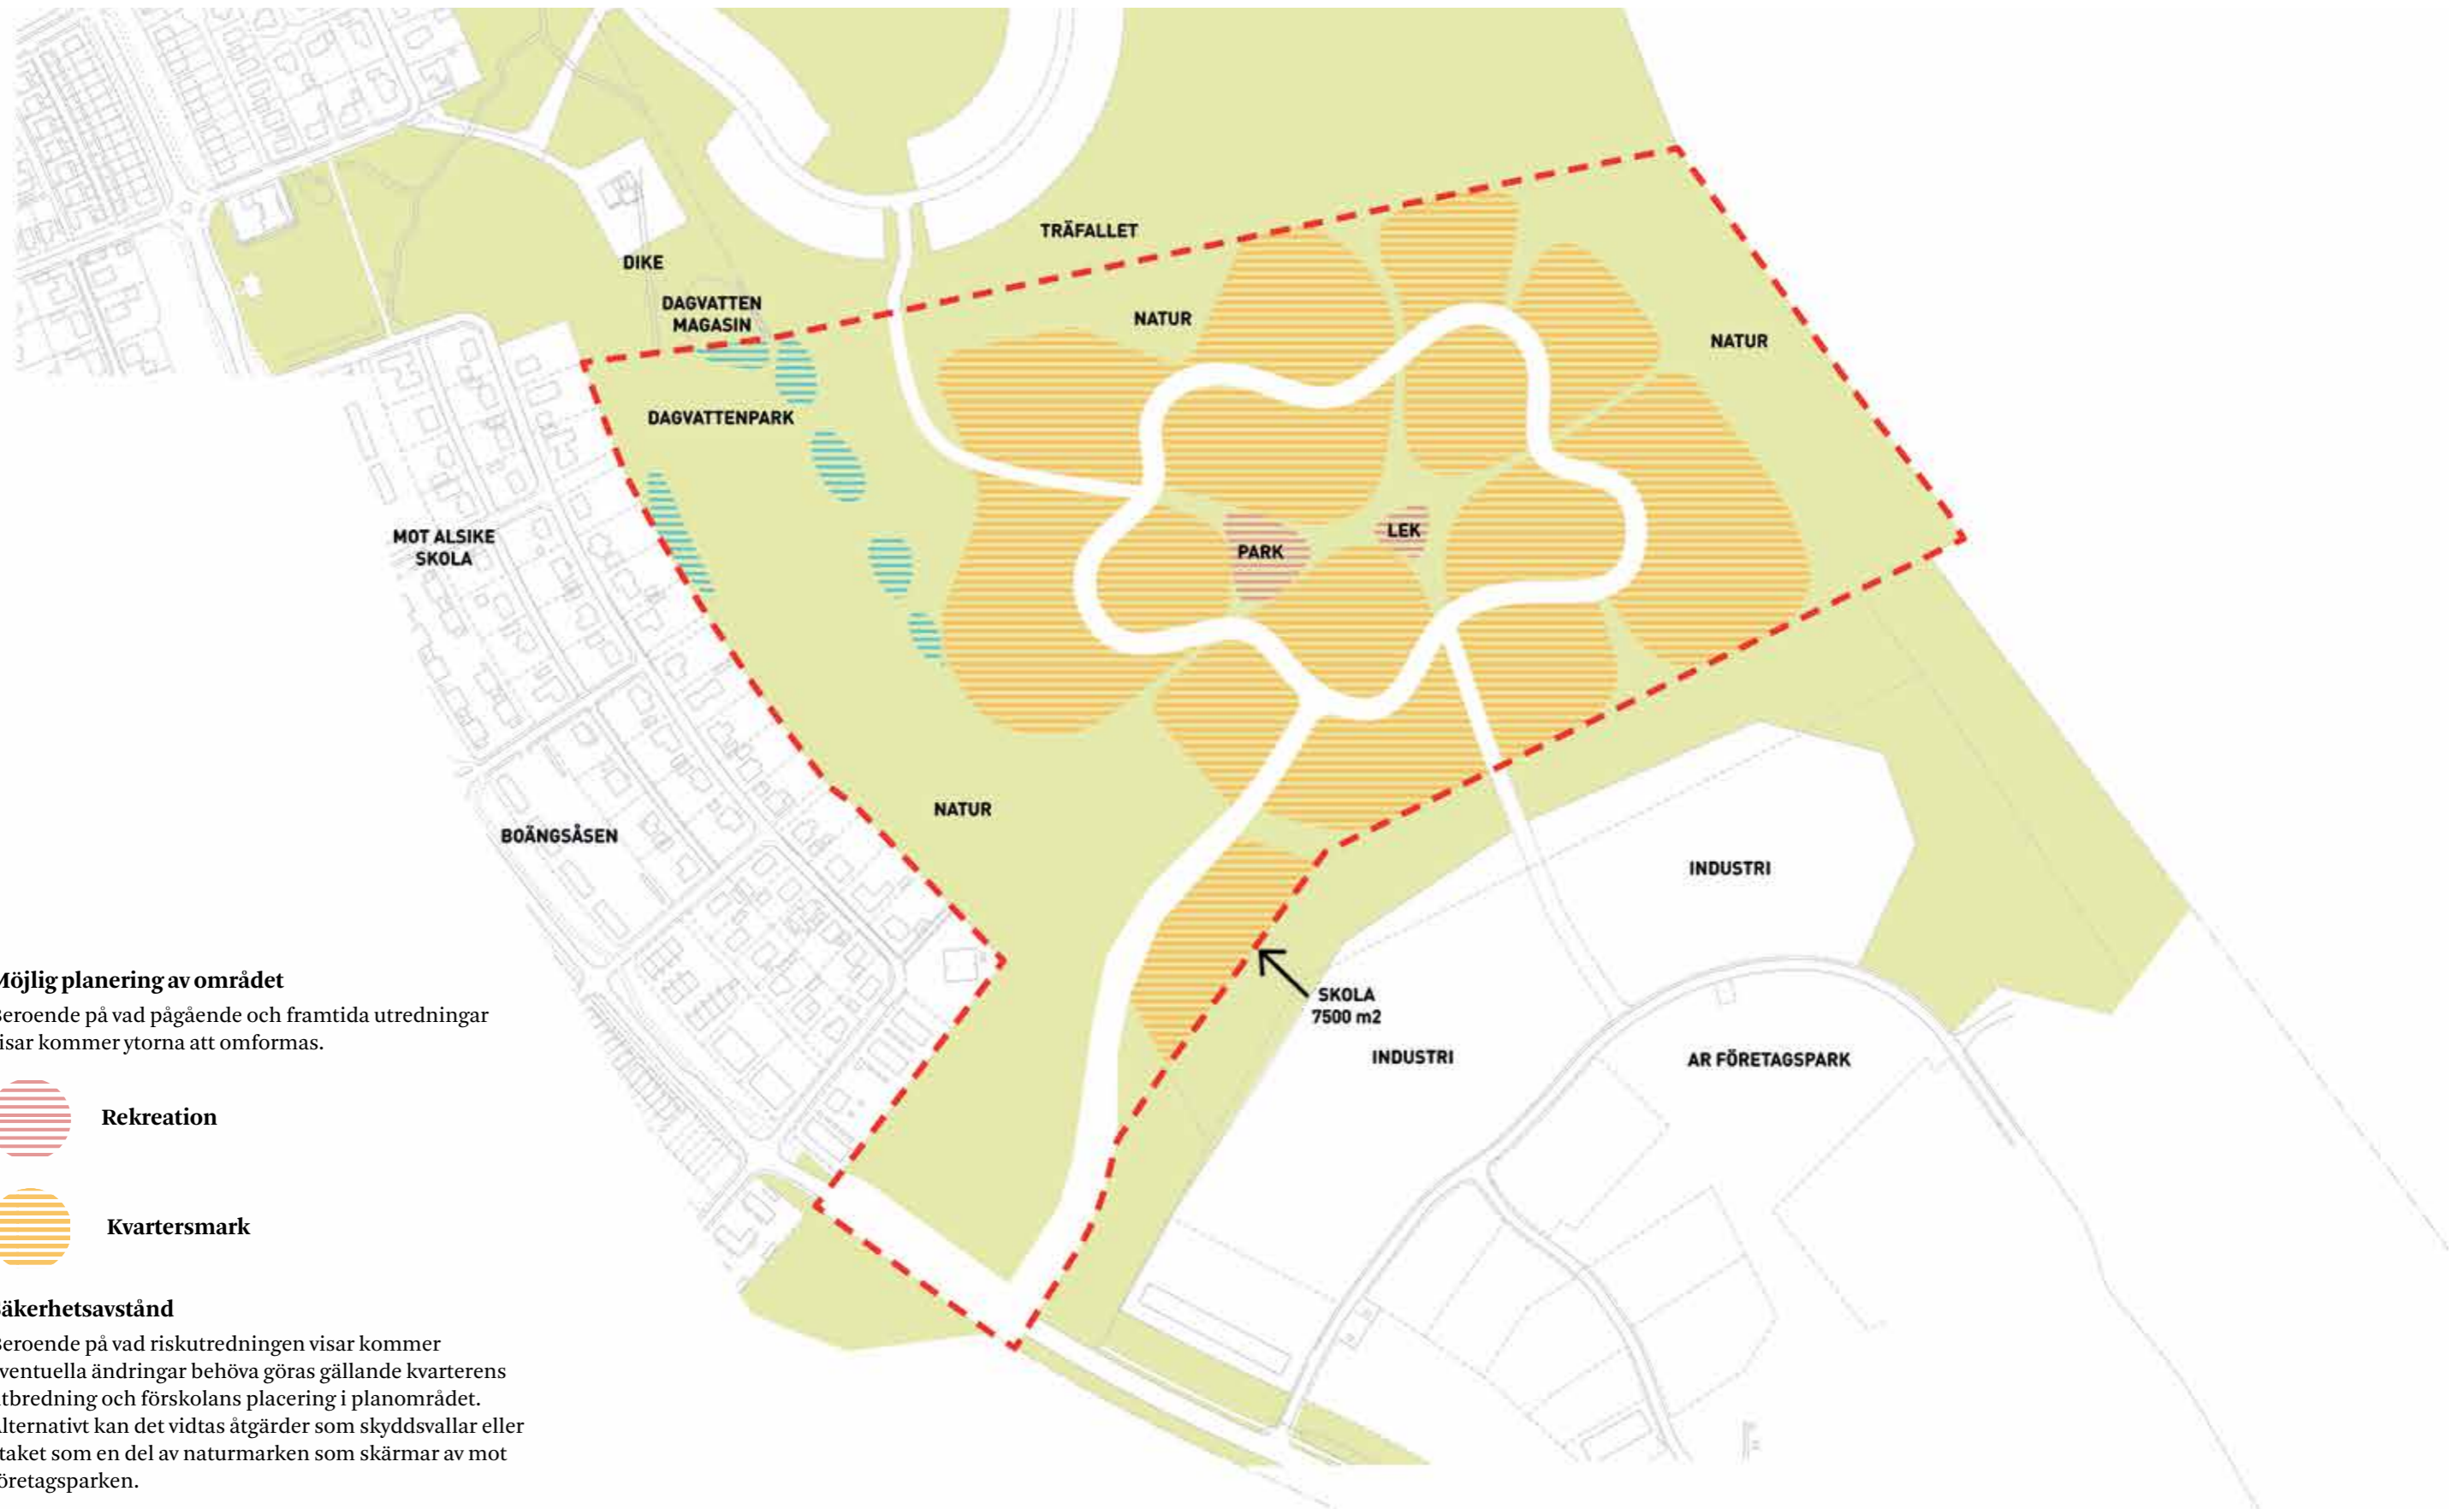 TRÄFALLET
DIKE
DAGVATTEN
MAGASIN
NATUR
NATUR
DAGVATTENPARK
MOT ALSIKE
SKOLA
LEK
PARK
NATUR
BOÄNGSÅSEN
INDUSTRI
SKOLA
7500 m2
INDUSTRI
AR FÖRETAGSPARK
Möjlig planering av området
Beroende på vad pågående och framtida utredningar
isar kommer ytorna att omformas.
Rekreation
Kvartersmark
äkerhetsavstånd
Beroende på vad riskutredningen visar kommer
ventuella ändringar behöva göras gällande kvarterens
tbredning och förskolans placering i planområdet.
lternativt kan det vidtas åtgärder som skyddsvallar eller
taket som en del av naturmarken som skärmar av mot
öretagsparken.